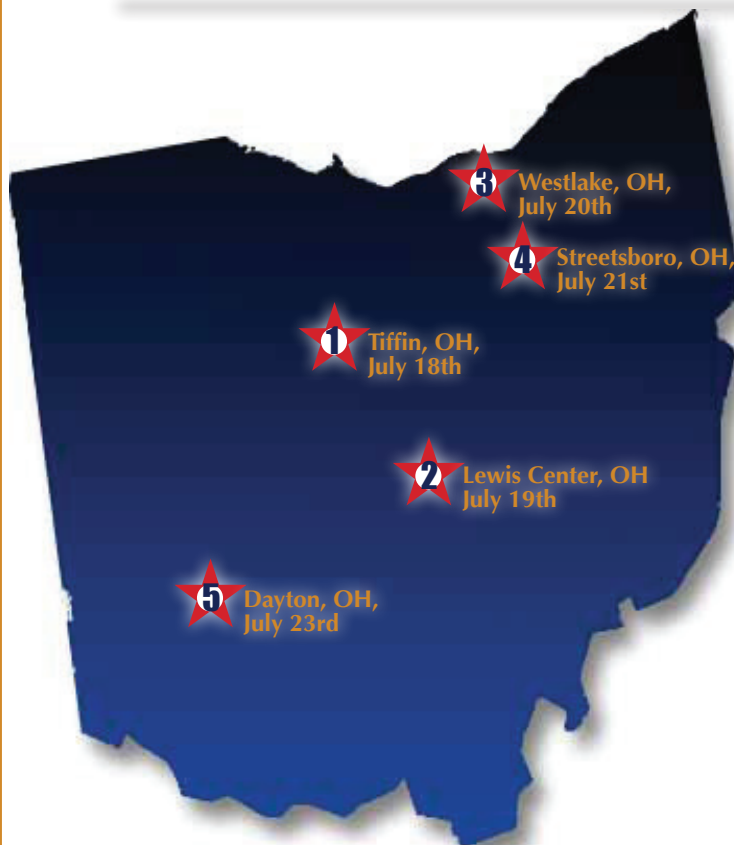 3
Westlake, OH,
July 20th
4
Streetsboro, OH,
July 21st
1
Tiffin, OH,
July 18th
2
Lewis Center, OH
July 19th
5
Dayton, OH,
July 23rd